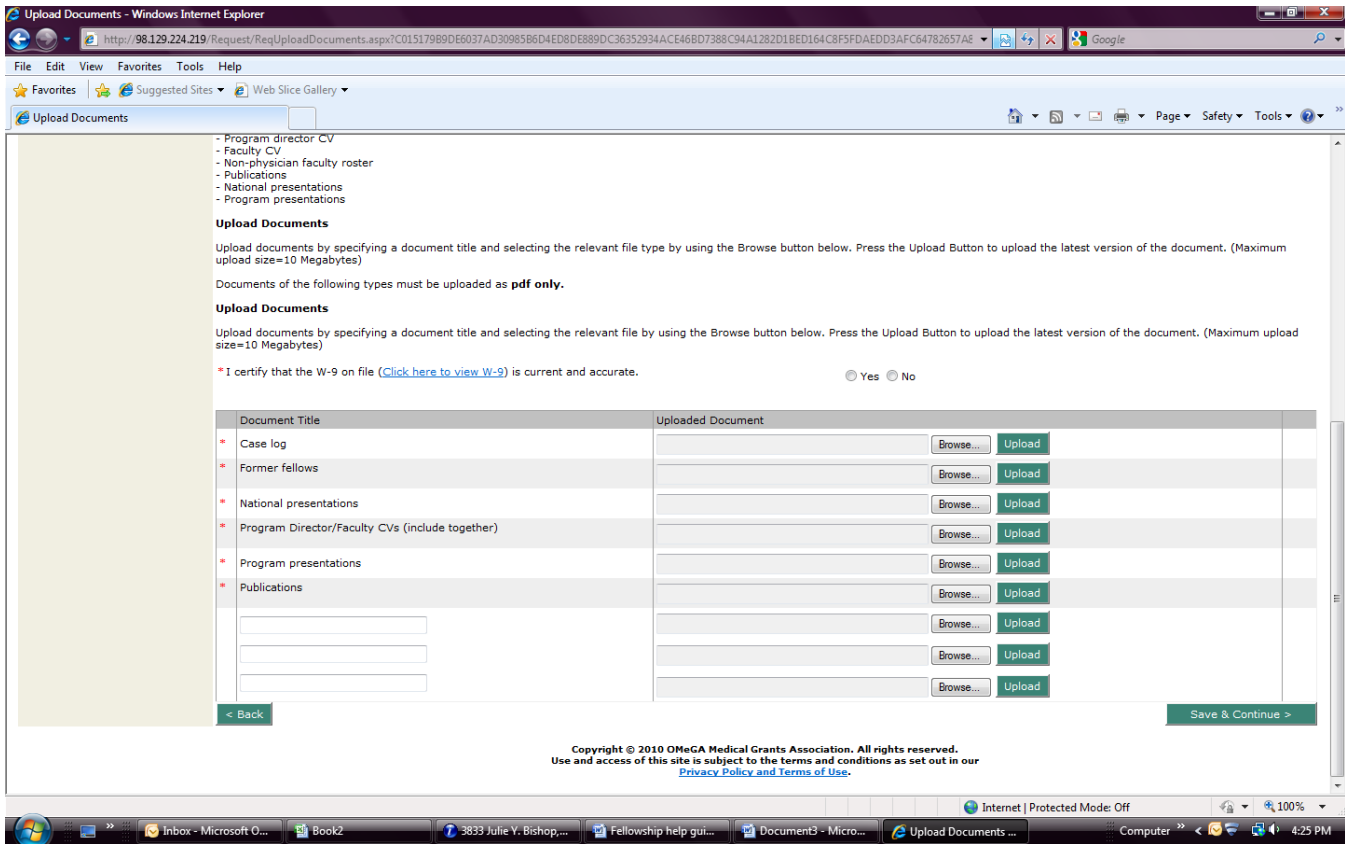 Upload Documents - Windows Internet Explorer
http://98.129.224.219/Request/ReqUploadDocuments.aspx?C015179B9DE6037AD30985B6D4ED8DE889DC36352934ACE46BD738C94A1282D1BED164C8F5FDAEDD3AFC64782657AE
Google
File Edit View Favorites Tools Help
Favorites Suggested Sites Web Slice Gallery
Upload Documents Page Safety Tools
- Program director CV
- Faculty CV
- Non-physician faculty roster
- Publications
- National presentations
- Program presentations
Upload Documents
Upload documents by specifying a document title and selecting the relevant file type by using the Browse button below. Press the Upload Button to upload the latest version of the document. (Maximum
upload size=10 Megabytes)
Documents of the following types must be uploaded as pdf only.
Upload Documents
Upload documents by specifying a document title and selecting the relevant file by using the Browse button below. Press the Upload Button to upload the latest version of the document. (Maximum upload
size=10 Megabytes)
*I certify that the W-9 on file (Click here to view W-9) is current and accurate. Yes No
Document Title Uploaded Document
* Case log Browse... Upload
* Former fellows Browse... Upload
* National presentations Browse... Upload
* Program Director/Faculty CVs (include together) Browse... Upload
* Program presentations Browse... Upload
* Publications Browse... Upload
Browse... Upload
Browse... Upload
Browse... Upload
< Back Save & Continue >
Copyright © 2010 OMeGA Medical Grants Association. All rights reserved.
Use and access of this site is subject to the terms and conditions as set out in our
Privacy Policy and Terms of Use.
Internet | Protected Mode: Off 100%
Inbox - Microsoft O... Book2 3833 Julie Y. Bishop,... Fellowship help gui... Document3 - Micro... Upload Documents ... Computer 4:25 PM